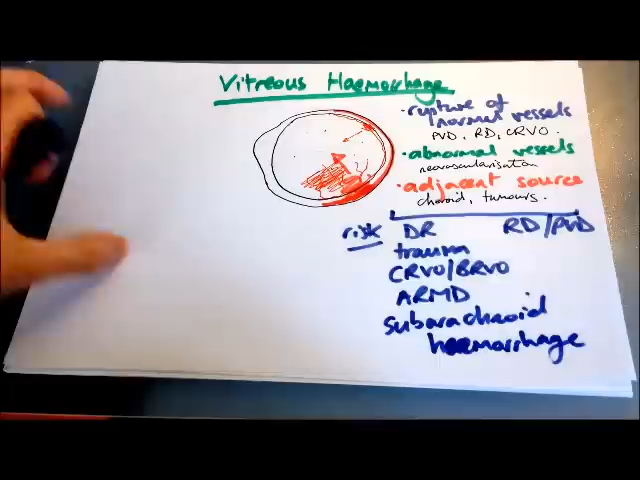 Vitreous Haemorrhage
• rupture of
normal vessels
PVD, RD, CRVO.
• abnormal vessels
neovascularisation
• adjacent source
choroid, tumours.
risk DR RD/PVD
trauma
CRVO/BRVO
ARMD
subarachnoid
haemorrhage